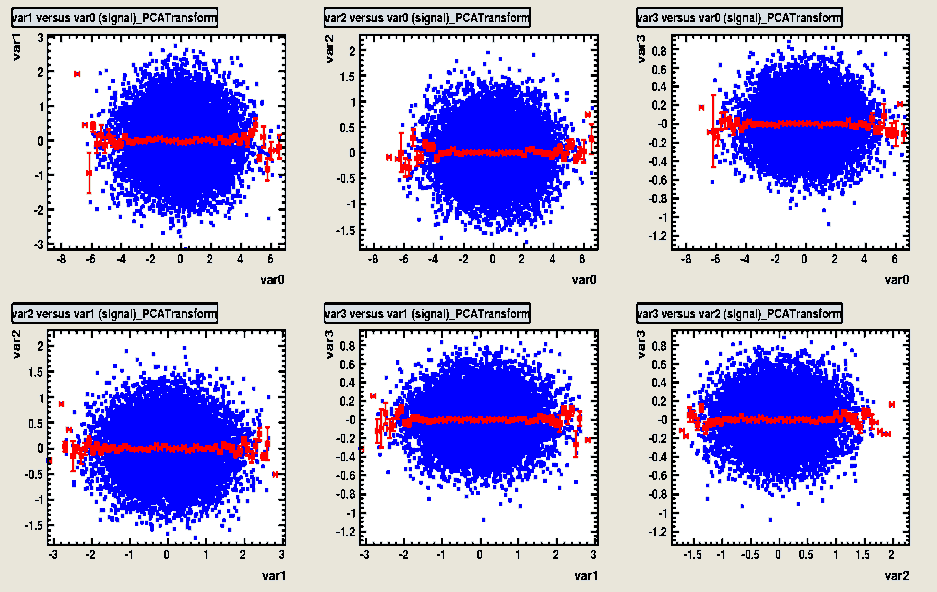 var1 versus var0 (signal)_PCATransform
var1
3
2
1
0
-1
-2
-3
-8 -6 -4 -2 0 2 4 6
var0
var2 versus var0 (signal)_PCATransform
var2
2
1.5
1
0.5
0
-0.5
-1
-1.5
-8 -6 -4 -2 0 2 4 6
var0
var3 versus var0 (signal)_PCATransform
var3
0.8
0.6
0.4
0.2
-0
-0.2
-0.4
-0.6
-0.8
-1
-1.2
-8 -6 -4 -2 0 2 4 6
var0
var2 versus var1 (signal)_PCATransform
var2
2
1.5
1
0.5
0
-0.5
-1
-1.5
-3 -2 -1 0 1 2 3
var1
var3 versus var1 (signal)_PCATransform
var3
0.8
0.6
0.4
0.2
-0
-0.2
-0.4
-0.6
-0.8
-1
-1.2
-3 -2 -1 0 1 2 3
var1
var3 versus var2 (signal)_PCATransform
var3
0.8
0.6
0.4
0.2
-0
-0.2
-0.4
-0.6
-0.8
-1
-1.2
-1.5 -1 -0.5 0 0.5 1 1.5 2
var2